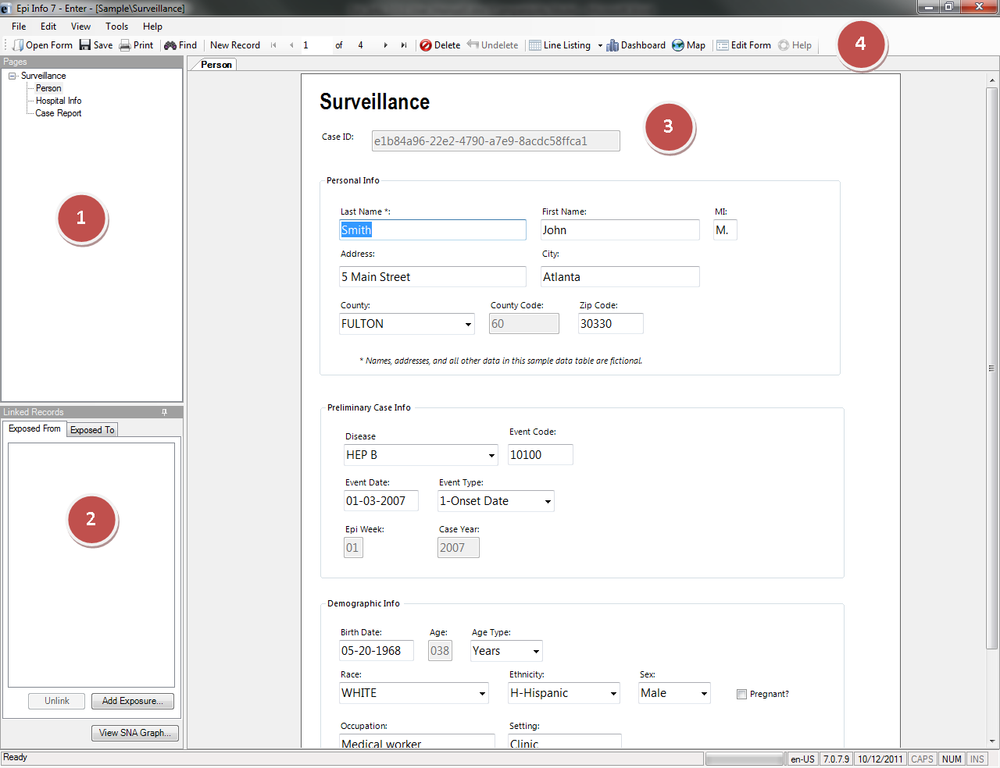 Epi Info 7 - Enter - [Sample\Surveillance]
File Edit View Tools Help
Open Form Save Print Find New Record 1 of 4 Delete Undelete Line Listing Dashboard Map Edit Form Help
4
Pages
Surveillance
Person
Hospital Info
Case Report
1
Linked Records
Exposed From Exposed To
2
Unlink Add Exposure...
View SNA Graph...
Person
Surveillance
3
Case ID: e1b84a96-22e2-4790-a7e9-8acdc58ffca1
Personal Info
Last Name *: First Name: MI:
Smith John M.
Address: City:
5 Main Street Atlanta
County: County Code: Zip Code:
FULTON 60 30330
* Names, addresses, and all other data in this sample data table are fictional.
Preliminary Case Info
Disease Event Code:
HEP B 10100
Event Date: Event Type:
01-03-2007 1-Onset Date
Epi Week: Case Year:
01 2007
Demographic Info
Birth Date: Age: Age Type:
05-20-1968 038 Years
Race: Ethnicity: Sex:
WHITE H-Hispanic Male Pregnant?
Occupation: Setting:
Medical worker Clinic
Ready en-US 7.0.7.9 10/12/2011 CAPS NUM INS